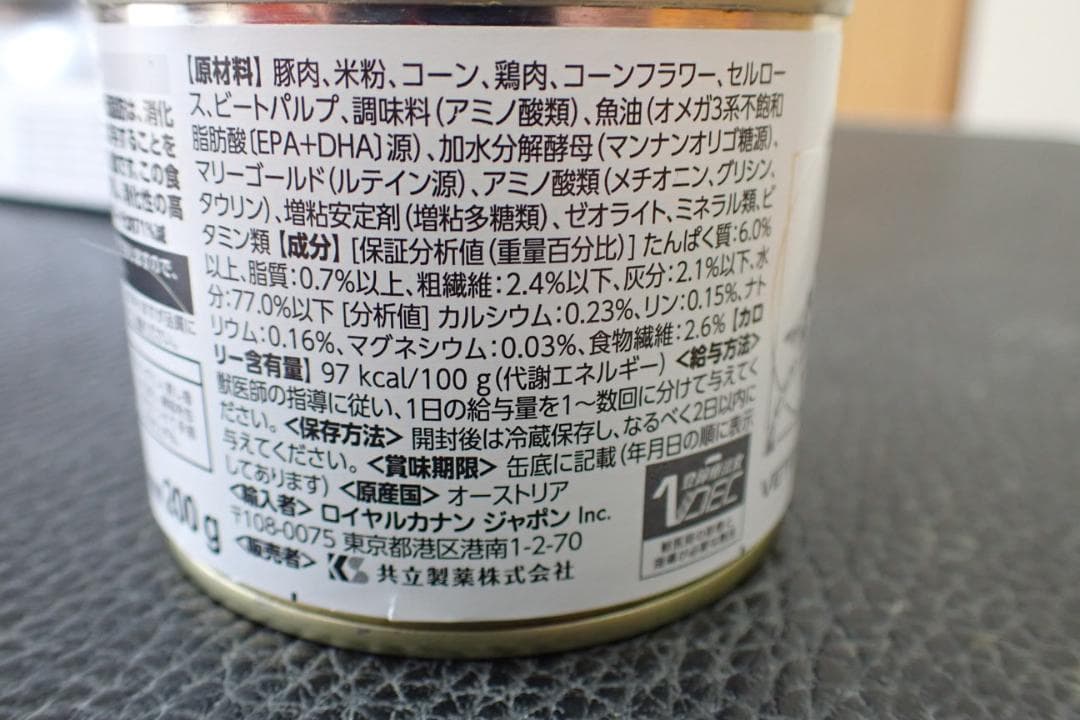 【原材料】豚肉、米粉、コーン、鶏肉、コーンフラワー、セルロー
ス、ビートパルプ、調味料(アミノ酸類)、魚油(オメガ3系不飽和
脂肪酸〔EPA+DHA〕源)、加水分解酵母(マンナンオリゴ糖源)、
マリーゴールド(ルテイン源)、アミノ酸類(メチオニン、グリシン、
タウリン)、増粘安定剤(増粘多糖類)、ゼオライト、ミネラル類、ビ
タミン類【成分】[保証分析値(重量百分比)]たんぱく質:6.0%
以上、脂質:0.7%以上、粗繊維:2.4%以下、灰分:2.1%以下、水
分:77.0%以下 [分析値] カルシウム:0.23%、リン:0.15%、ナト
リウム:0.16%、マグネシウム:0.03%、食物繊維:2.6%【カロ
リー含有量】97 kcal/100 g(代謝エネルギー)<給与方法>
獣医師の指導に従い、1日の給与量を1〜数回に分けて与えてく
ださい。<保存方法> 開封後は冷蔵保存し、なるべく2日以内に
与えてください。<賞味期限> 缶底に記載(年月日の順に表示
してあります)<原産国> オーストリア
<輸入者> ロイヤルカナン ジャポン Inc.
〒108-0075 東京都港区港南1-2-70
<販売者> KS 共立製薬株式会社
消化
することを
この食
消化性の高
200 g
1
VDEC